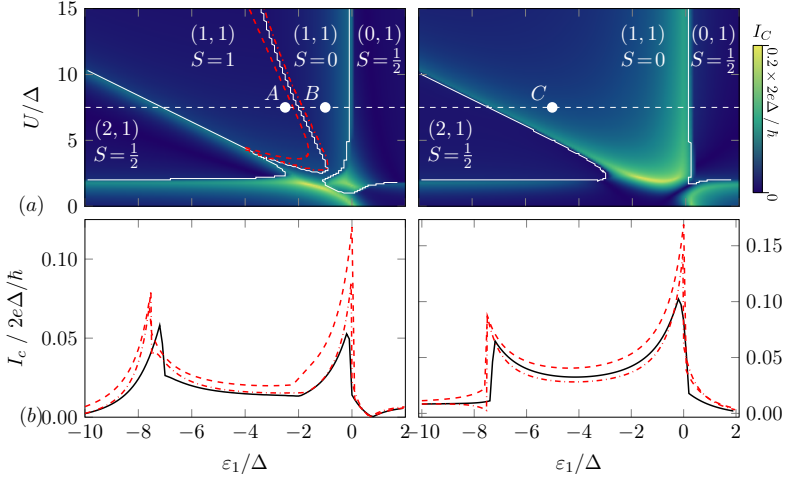 15
10
5
0
U/Δ
(a)
(1, 1)
S = 1
(1, 1)
S = 0
(0, 1)
S = 1/2
A
B
(2, 1)
S = 1/2
(1, 1)
S = 0
(0, 1)
S = 1/2
C
(2, 1)
S = 1/2
I_C
0.2 × 2eΔ / ℏ
0
0.10
0.05
0.00
I_c / 2eΔ/ℏ
(b)
−10 −8 −6 −4 −2 0 2
ε₁/Δ
0.15
0.10
0.05
0.00
−10 −8 −6 −4 −2 0 2
ε₁/Δ